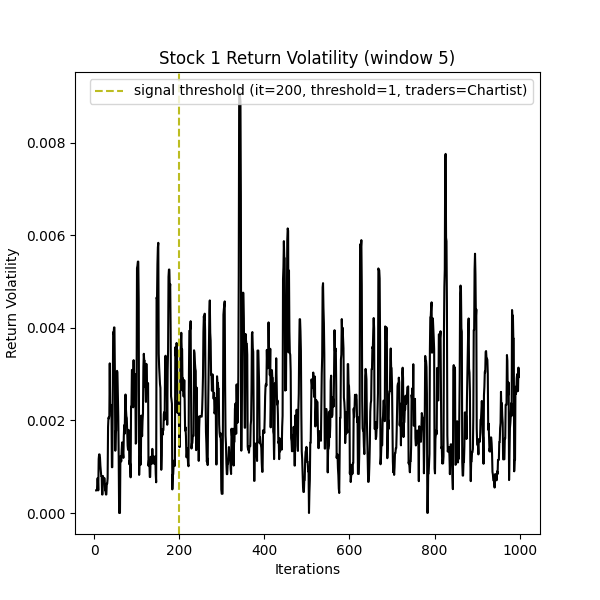 Stock 1 Return Volatility (window 5)
signal threshold (it=200, threshold=1, traders=Chartist)
0.008
0.006
0.004
0.002
0.000
Return Volatility
0 200 400 600 800 1000
Iterations